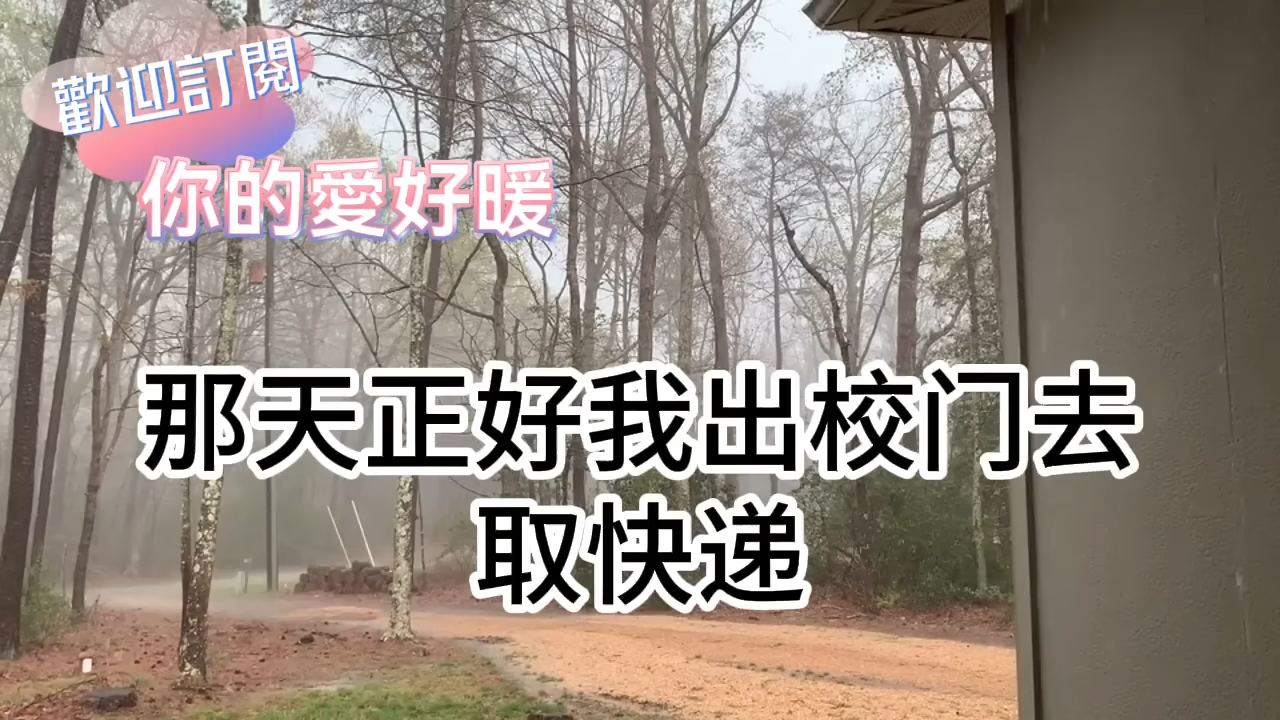 歡迎訂閱
你的愛好暖
那天正好我出校门去
取快递